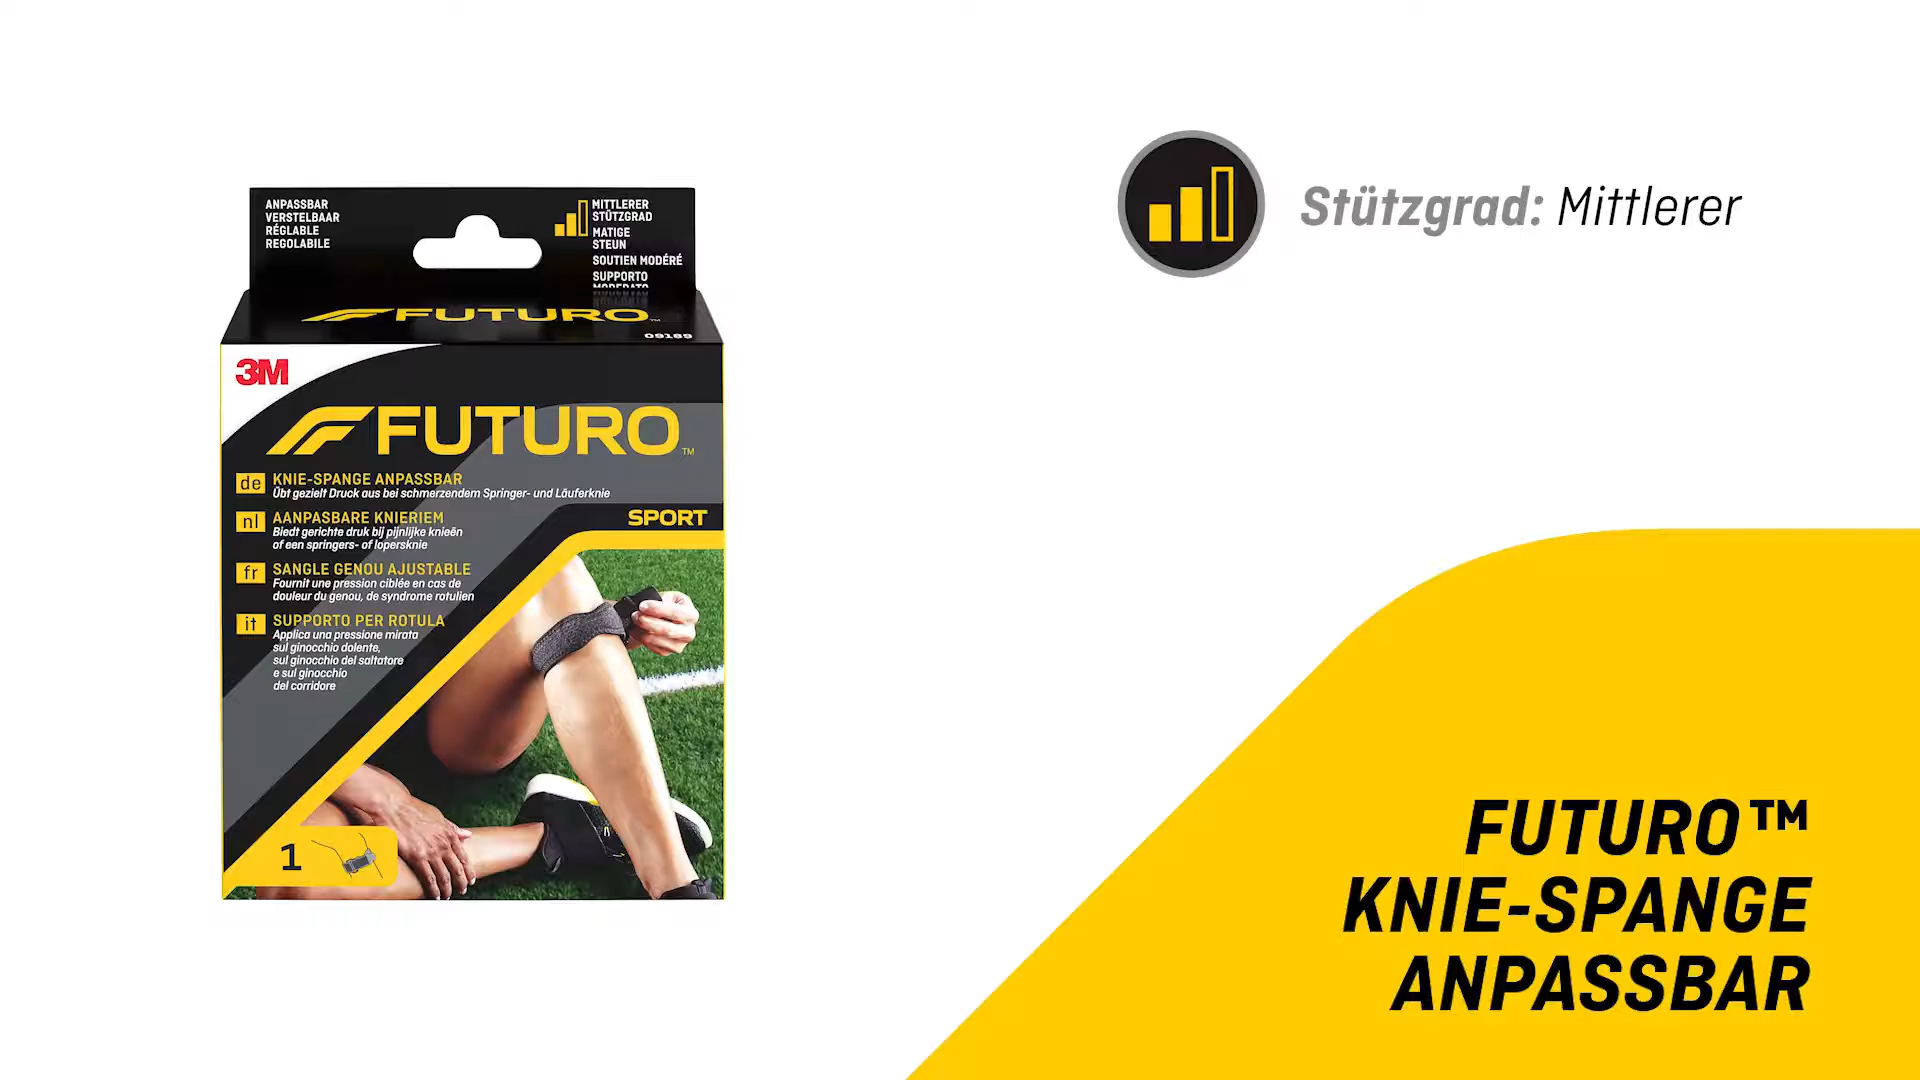 ANPASSBAR
VERSTELBAAR
RÉGLABLE
REGOLABILE
MITTLERER
STÜTZGRAD
MATIGE
STEUN
SOUTIEN MODÉRÉ
SUPPORTO
MODERATO
FUTURO™
09189
3M
FUTURO™
de KNIE-SPANGE ANPASSBAR
Übt gezielt Druck aus bei schmerzendem Springer- und Läuferknie
nl AANPASBARE KNIERIEM
Biedt gerichte druk bij pijnlijke knieën
of een springers- of lopersknie
fr SANGLE GENOU AJUSTABLE
Fournit une pression ciblée en cas de
douleur du genou, de syndrome rotulien
it SUPPORTO PER ROTULA
Applica una pressione mirata
sul ginocchio dolente,
sul ginocchio del saltatore
e sul ginocchio
del corridore
SPORT
1
Stützgrad: Mittlerer
FUTURO™
KNIE-SPANGE
ANPASSBAR